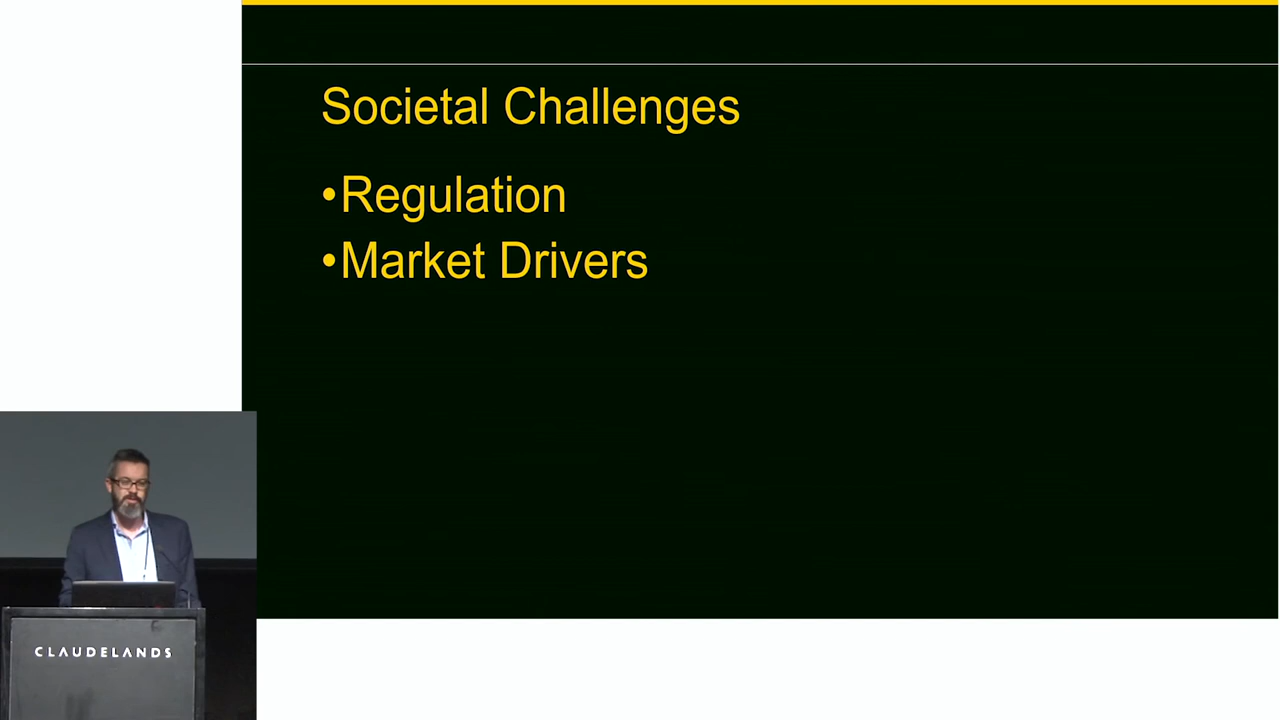 Societal Challenges
•Regulation
•Market Drivers
CLAUDELANDS